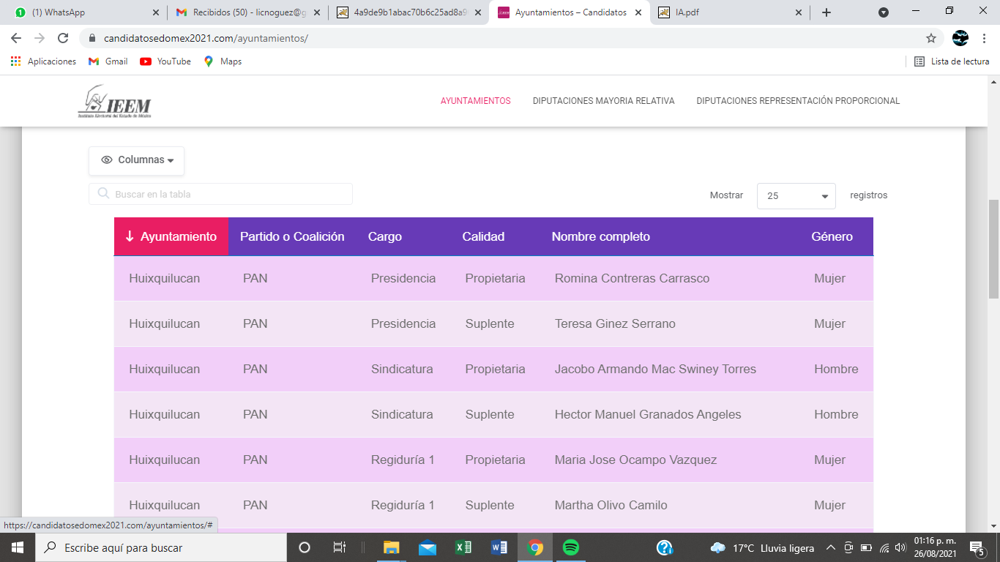 (1) WhatsApp
Recibidos (50) - licnoguez@g
4a9de9b1abac70b6c25ad8a9
Ayuntamientos – Candidatos
IA.pdf
candidatosedomex2021.com/ayuntamientos/
Aplicaciones
Gmail
YouTube
Maps
Lista de lectura
IEEM
Instituto Electoral del Estado de México
AYUNTAMIENTOS
DIPUTACIONES MAYORIA RELATIVA
DIPUTACIONES REPRESENTACIÓN PROPORCIONAL
Columnas
Buscar en la tabla
Mostrar 25 registros
Ayuntamiento Partido o Coalición Cargo Calidad Nombre completo Género
Huixquilucan PAN Presidencia Propietaria Romina Contreras Carrasco Mujer
Huixquilucan PAN Presidencia Suplente Teresa Ginez Serrano Mujer
Huixquilucan PAN Sindicatura Propietaria Jacobo Armando Mac Swiney Torres Hombre
Huixquilucan PAN Sindicatura Suplente Hector Manuel Granados Angeles Hombre
Huixquilucan PAN Regiduría 1 Propietaria Maria Jose Ocampo Vazquez Mujer
Huixquilucan PAN Regiduría 1 Suplente Martha Olivo Camilo Mujer
https://candidatosedomex2021.com/ayuntamientos/#
Escribe aquí para buscar
17°C Lluvia ligera
01:16 p. m.
26/08/2021
5